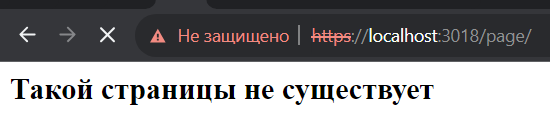 Не защищено https://localhost:3018/page/
Такой страницы не существует